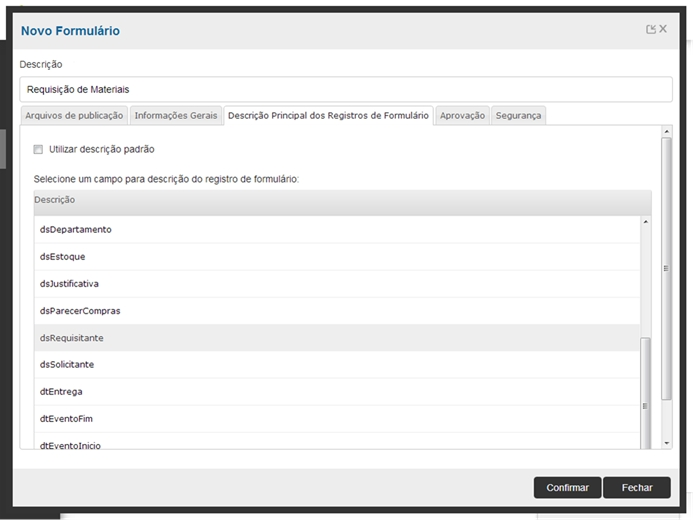 Novo Formulário
Descrição
Requisição de Materiais
Arquivos de publicação Informações Gerais Descrição Principal dos Registros de Formulário Aprovação Segurança
Utilizar descrição padrão
Selecione um campo para descrição do registro de formulário:
Descrição
dsDepartamento
dsEstoque
dsJustificativa
dsParecerCompras
dsRequisitante
dsSolicitante
dtEntrega
dtEventoFim
dtEventoInicio
Confirmar Fechar